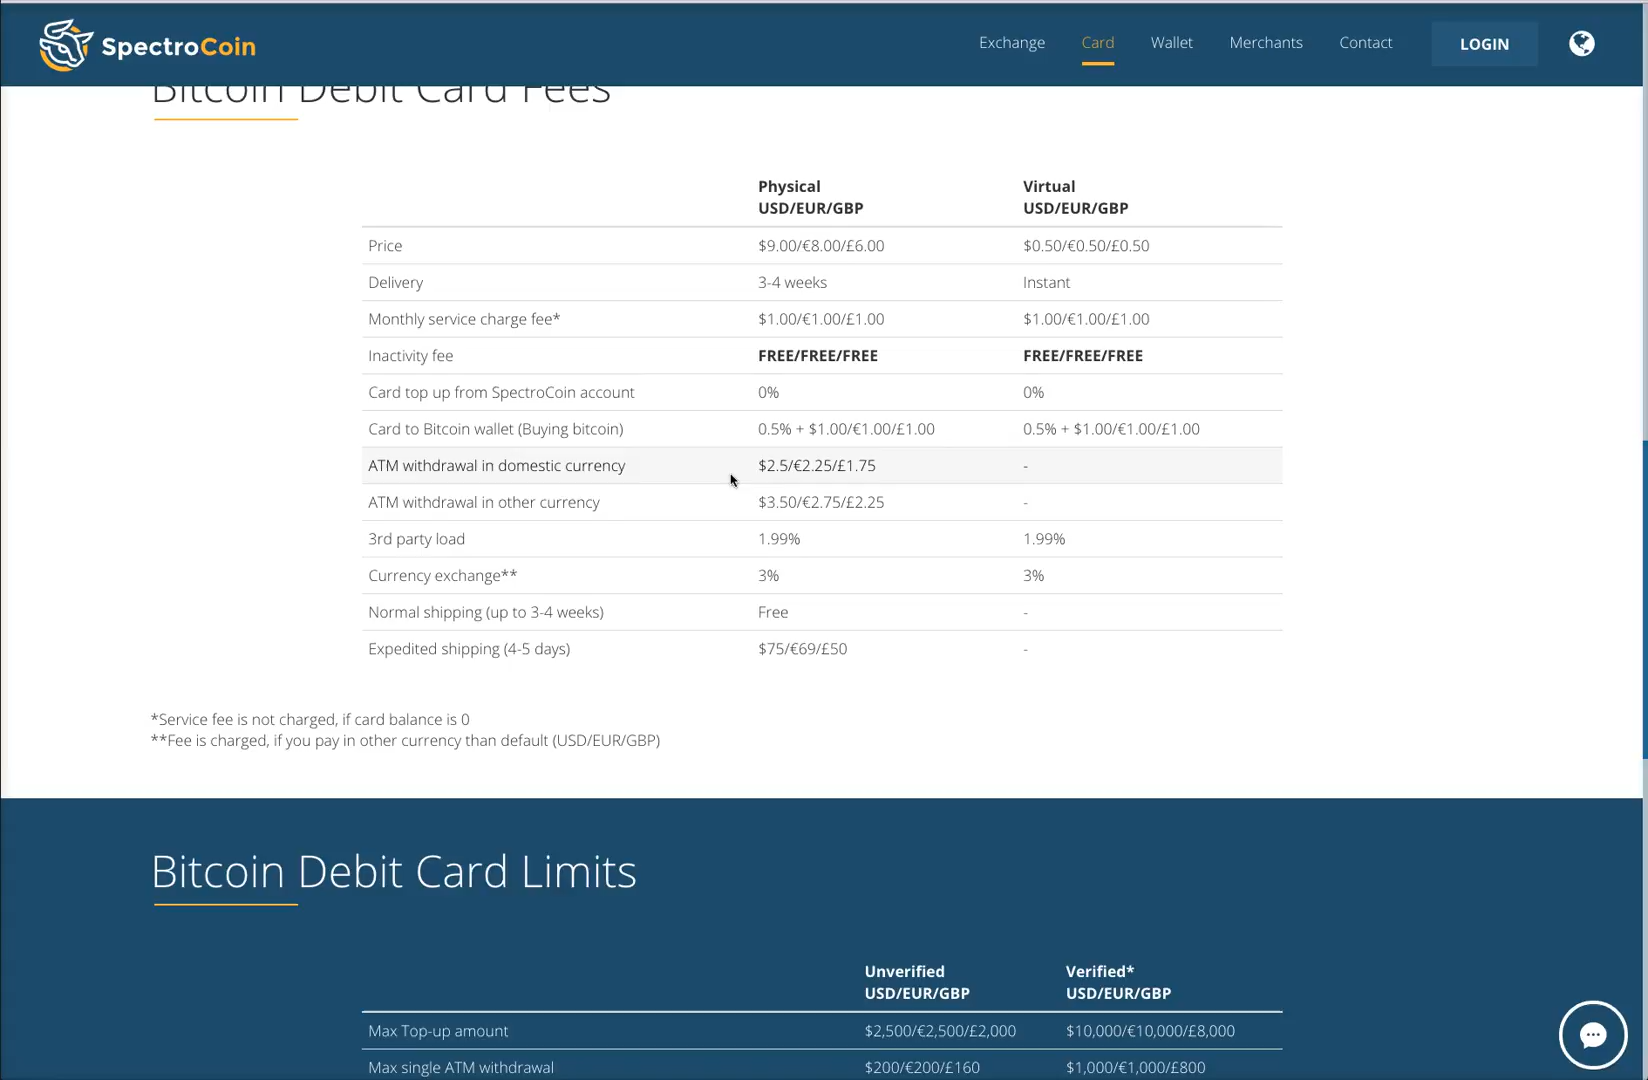 SpectroCoin
Exchange Card Wallet Merchants Contact LOGIN
Bitcoin Debit Card Fees
Physical Virtual
USD/EUR/GBP USD/EUR/GBP
Price $9.00/€8.00/£6.00 $0.50/€0.50/£0.50
Delivery 3-4 weeks Instant
Monthly service charge fee* $1.00/€1.00/£1.00 $1.00/€1.00/£1.00
Inactivity fee FREE/FREE/FREE FREE/FREE/FREE
Card top up from SpectroCoin account 0% 0%
Card to Bitcoin wallet (Buying bitcoin) 0.5% + $1.00/€1.00/£1.00 0.5% + $1.00/€1.00/£1.00
ATM withdrawal in domestic currency $2.5/€2.25/£1.75 -
ATM withdrawal in other currency $3.50/€2.75/£2.25 -
3rd party load 1.99% 1.99%
Currency exchange** 3% 3%
Normal shipping (up to 3-4 weeks) Free -
Expedited shipping (4-5 days) $75/€69/£50 -
*Service fee is not charged, if card balance is 0
**Fee is charged, if you pay in other currency than default (USD/EUR/GBP)
Bitcoin Debit Card Limits
Unverified Verified*
USD/EUR/GBP USD/EUR/GBP
Max Top-up amount $2,500/€2,500/£2,000 $10,000/€10,000/£8,000
Max single ATM withdrawal $200/€200/£160 $1,000/€1,000/£800